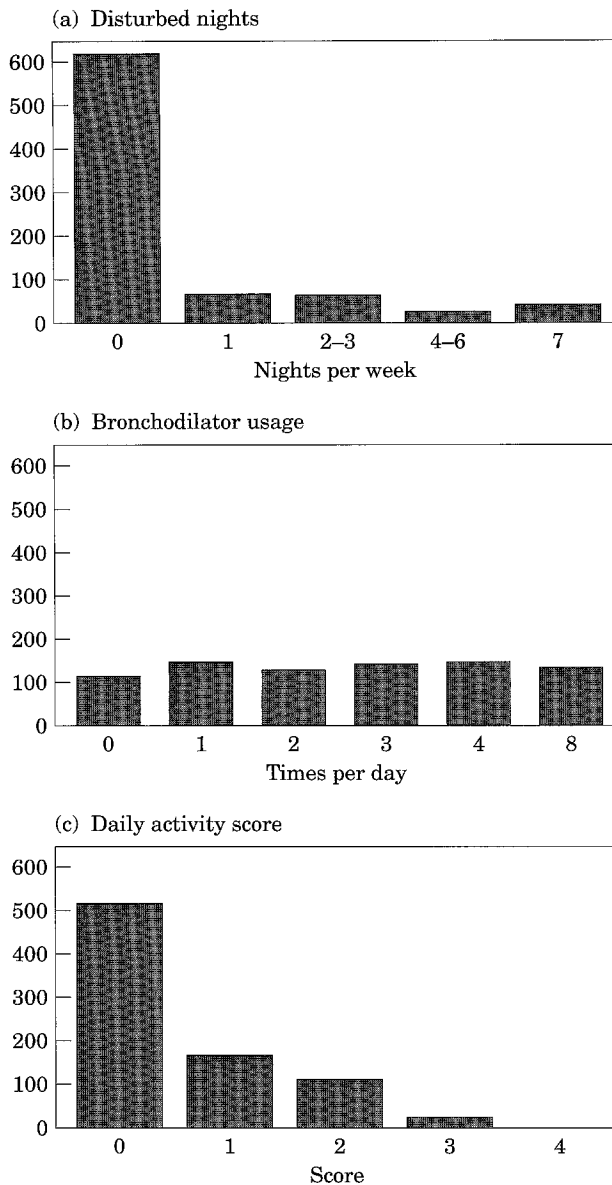 (a) Disturbed nights
600
500
400
300
200
100
0
0 1 2–3 4–6 7
Nights per week
(b) Bronchodilator usage
600
500
400
300
200
100
0
0 1 2 3 4 8
Times per day
(c) Daily activity score
600
500
400
300
200
100
0
0 1 2 3 4
Score